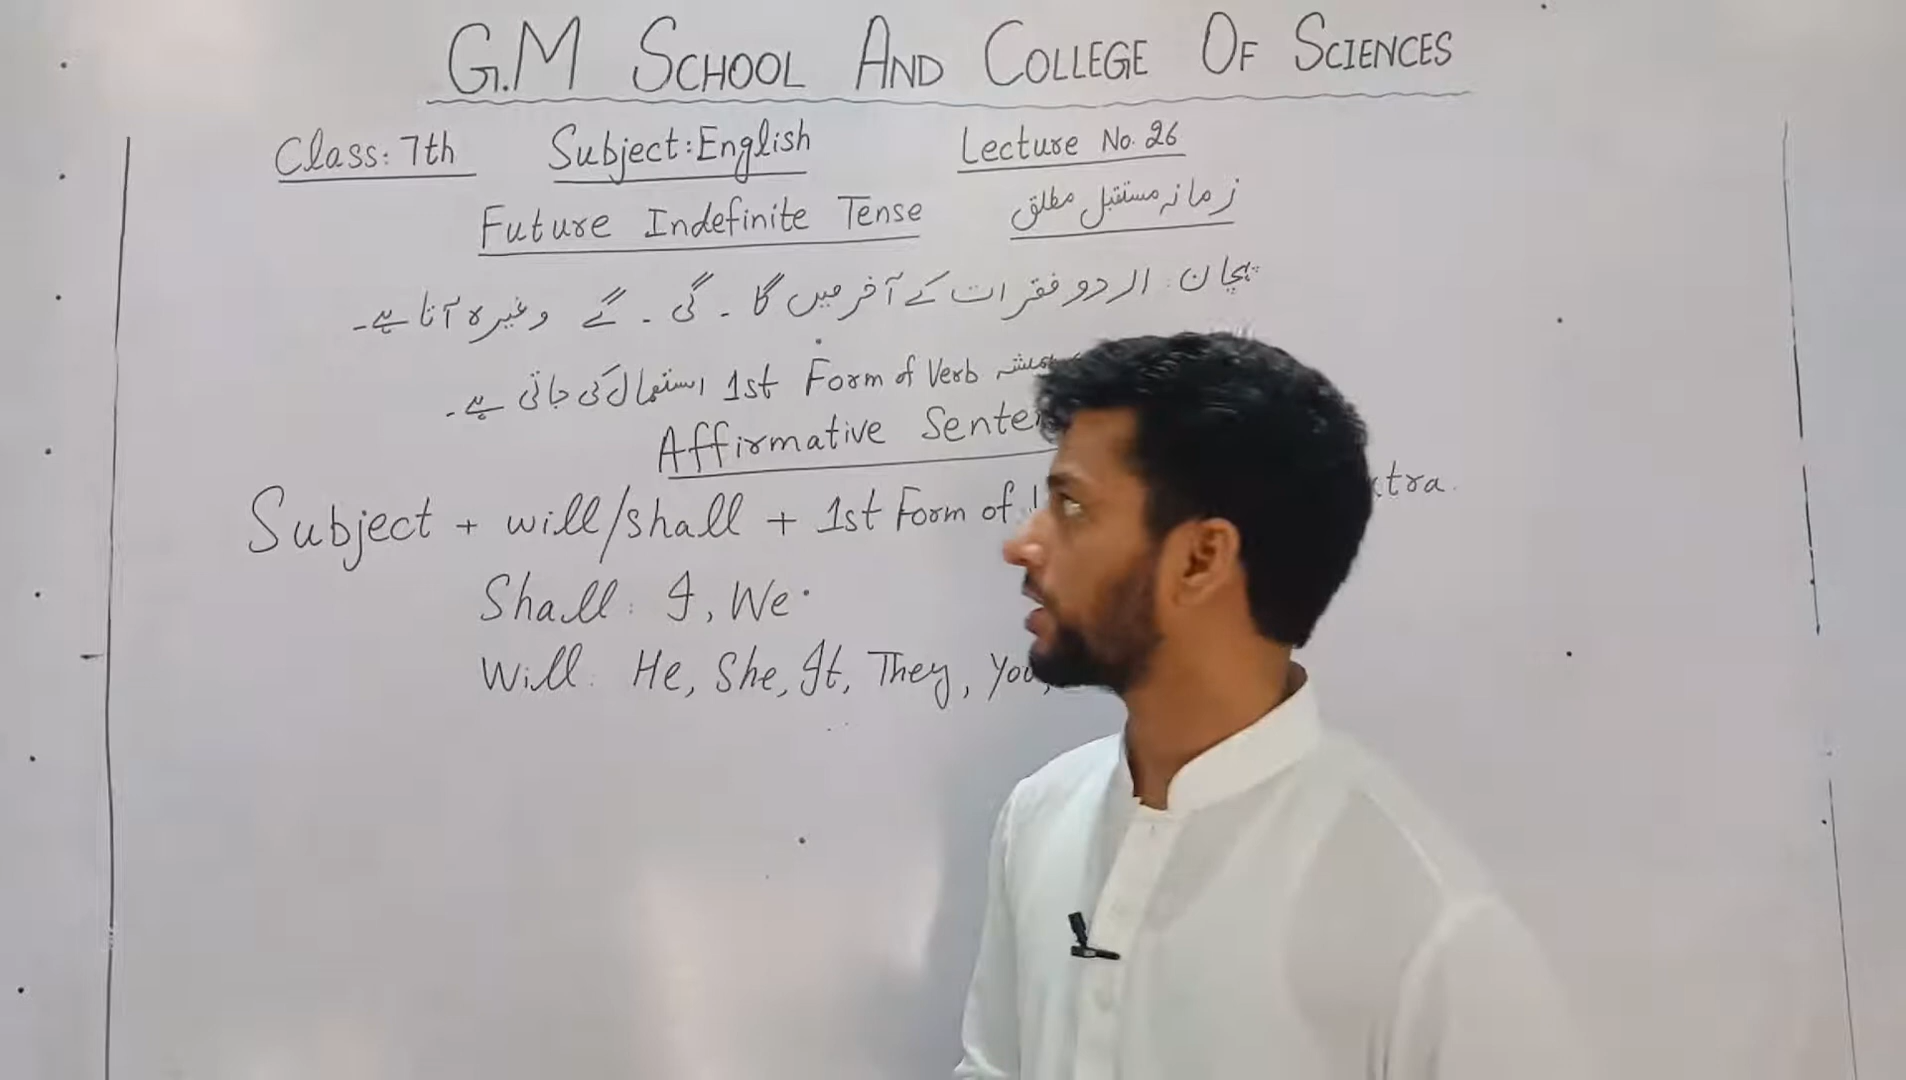 G.M SCHOOL AND COLLEGE OF SCIENCES
Class: 7th Subject: English Lecture No. 26
Future Indefinite Tense زمانہ مستقبل مطلق
پہچان: اردو فقرات کے آخر میں گا ۔ گی ۔ گے وغیرہ آتا ہے۔
1st Form of Verb استعمال کی جاتی ہے۔
Affirmative
Subject + will/shall + 1st Form of
Shall: I, We.
Will: He, She, It, They, You,